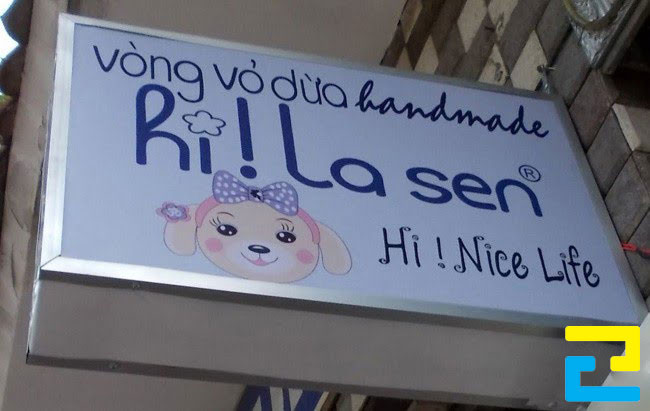 vòng vỏ dừa handmade
hi! La sen ®
Hi ! Nice Life